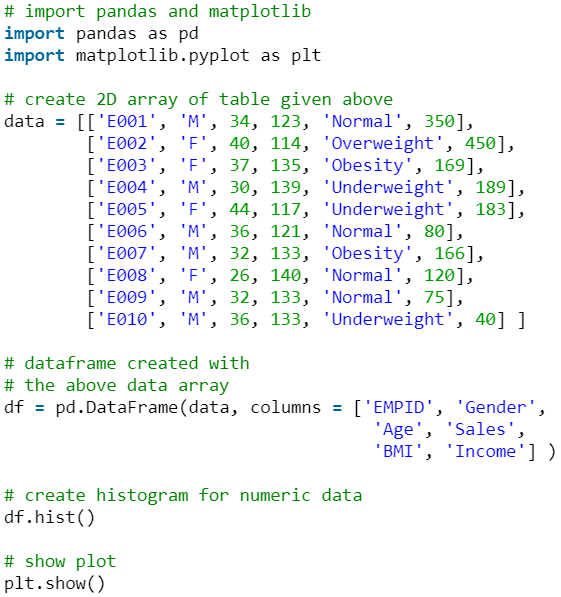 # import pandas and matplotlib
import pandas as pd
import matplotlib.pyplot as plt
# create 2D array of table given above
data = [['E001', 'M', 34, 123, 'Normal', 350],
['E002', 'F', 40, 114, 'Overweight', 450],
['E003', 'F', 37, 135, 'Obesity', 169],
['E004', 'M', 30, 139, 'Underweight', 189],
['E005', 'F', 44, 117, 'Underweight', 183],
['E006', 'M', 36, 121, 'Normal', 80],
['E007', 'M', 32, 133, 'Obesity', 166],
['E008', 'F', 26, 140, 'Normal', 120],
['E009', 'M', 32, 133, 'Normal', 75],
['E010', 'M', 36, 133, 'Underweight', 40] ]
# dataframe created with
# the above data array
df = pd.DataFrame(data, columns = ['EMPID', 'Gender',
'Age', 'Sales',
'BMI', 'Income'] )
# create histogram for numeric data
df.hist()
# show plot
plt.show()